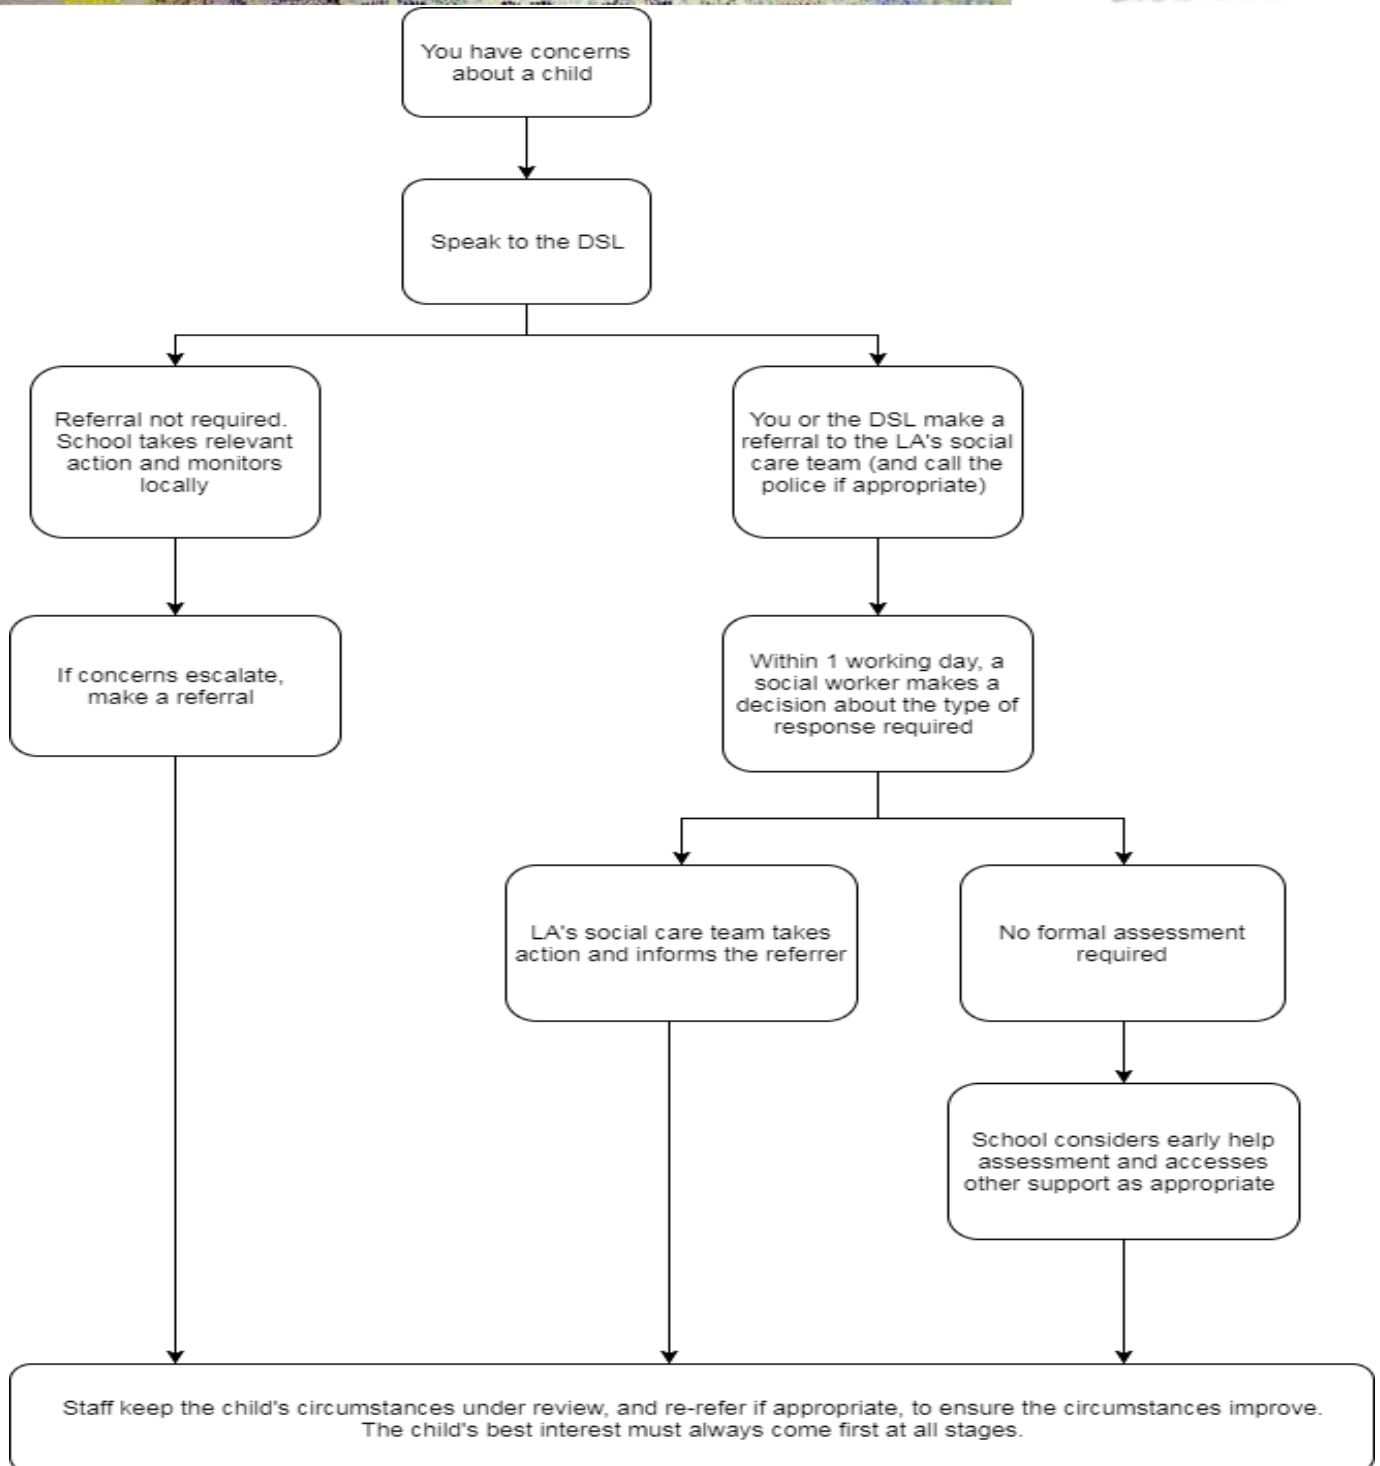 You have concerns
about a child
Speak to the DSL
Referral not required.
School takes relevant
action and monitors
locally
You or the DSL make a
referral to the LA's social
care team (and call the
police if appropriate)
If concerns escalate,
make a referral
Within 1 working day, a
social worker makes a
decision about the type of
response required
LA's social care team takes
action and informs the referrer
No formal assessment
required
School considers early help
assessment and accesses
other support as appropriate
Staff keep the child's circumstances under review, and re-refer if appropriate, to ensure the circumstances improve.
The child's best interest must always come first at all stages.